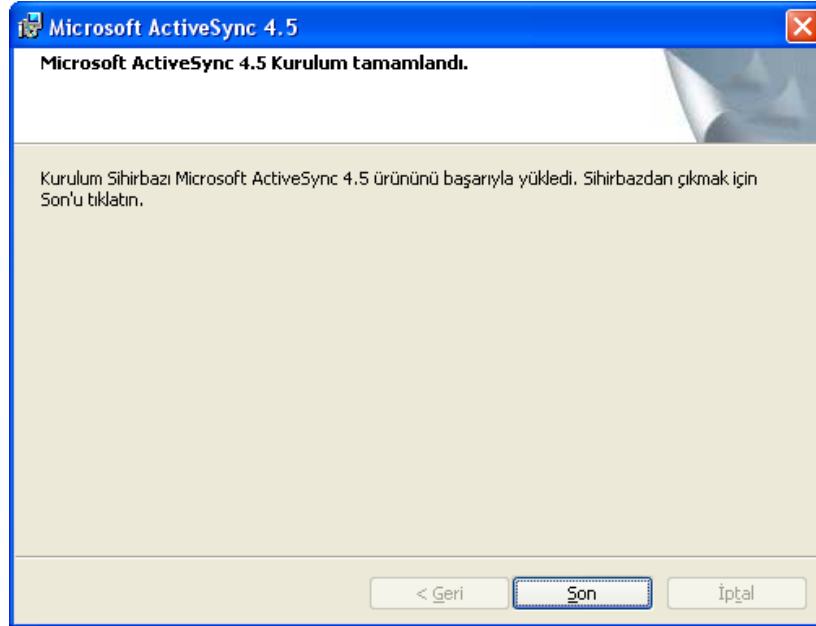 Microsoft ActiveSync 4.5
Microsoft ActiveSync 4.5 Kurulum tamamlandı.
Kurulum Sihirbazı Microsoft ActiveSync 4.5 ürününü başarıyla yükledi. Sihirbazdan çıkmak için
Son'u tıklatın.
< Geri Son İptal